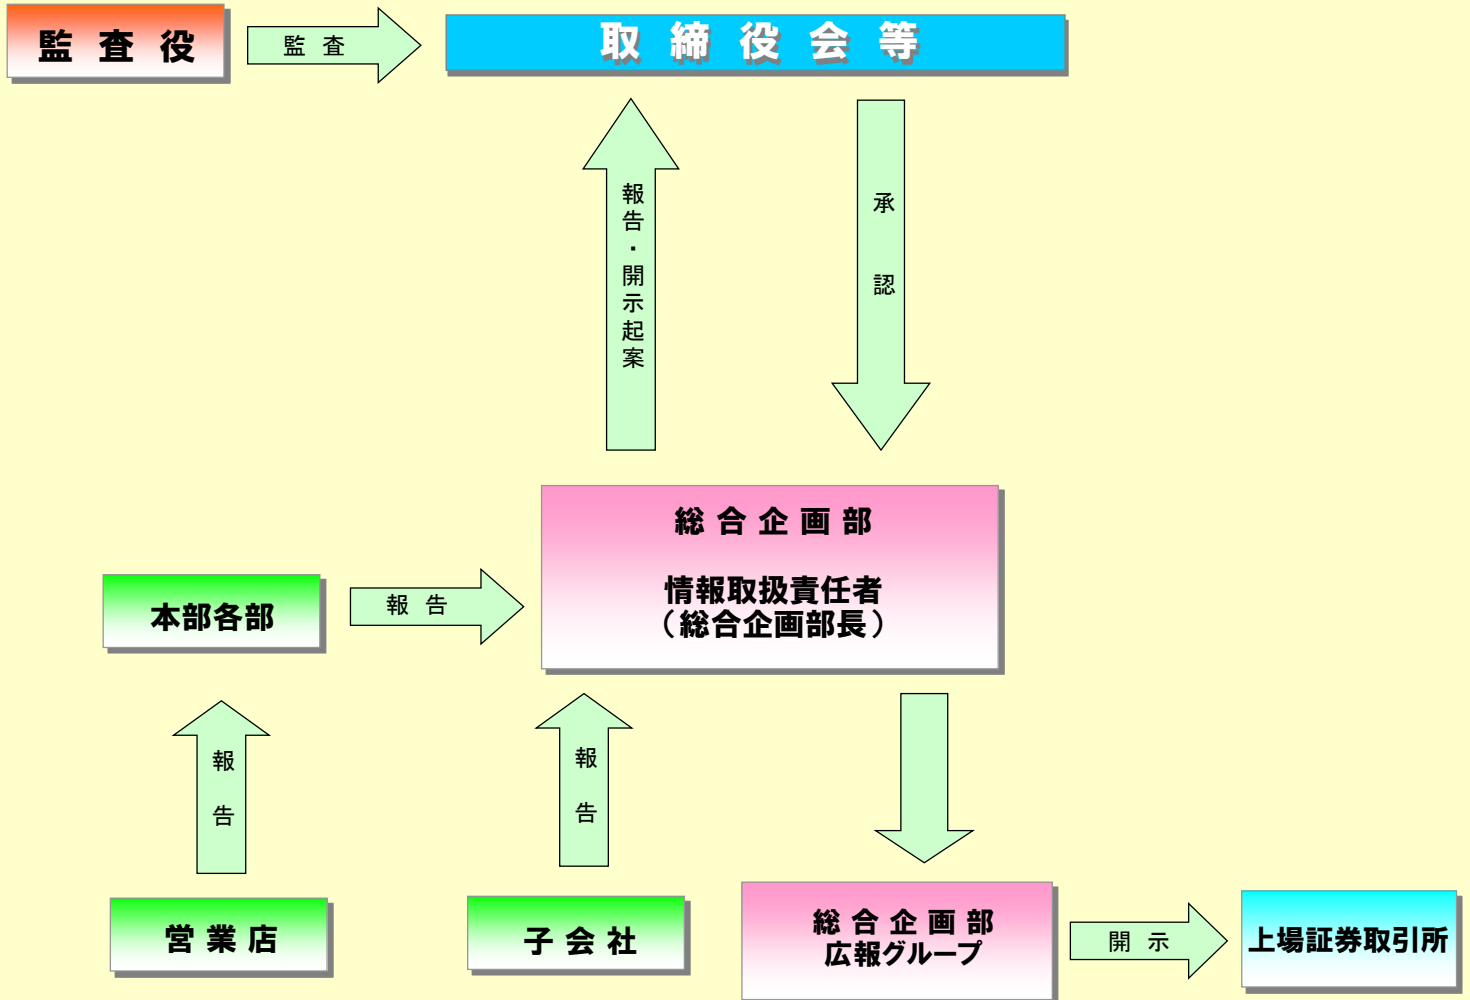 監査役
監査
取締役会等
報告・開示起案
承認
総合企画部
情報取扱責任者
（総合企画部長）
本部各部
報告
報告
報告
営業店
子会社
総合企画部
広報グループ
開示
上場証券取引所